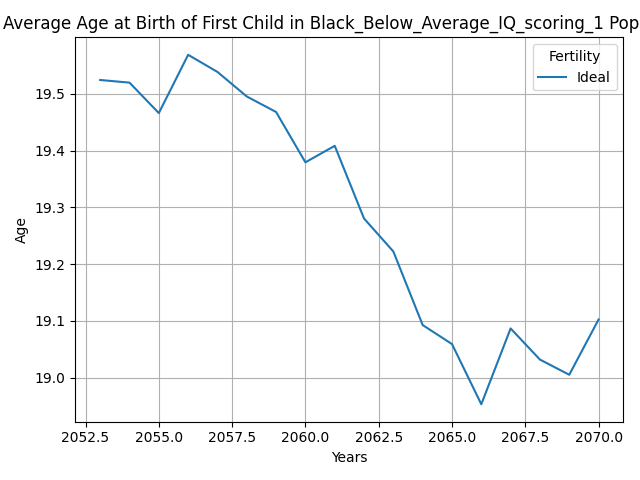 Average Age at Birth of First Child in Black_Below_Average_IQ_scoring_1 Pop
Fertility
Ideal
19.5
19.4
19.3
19.2
19.1
19.0
Age
2052.5 2055.0 2057.5 2060.0 2062.5 2065.0 2067.5 2070.0
Years